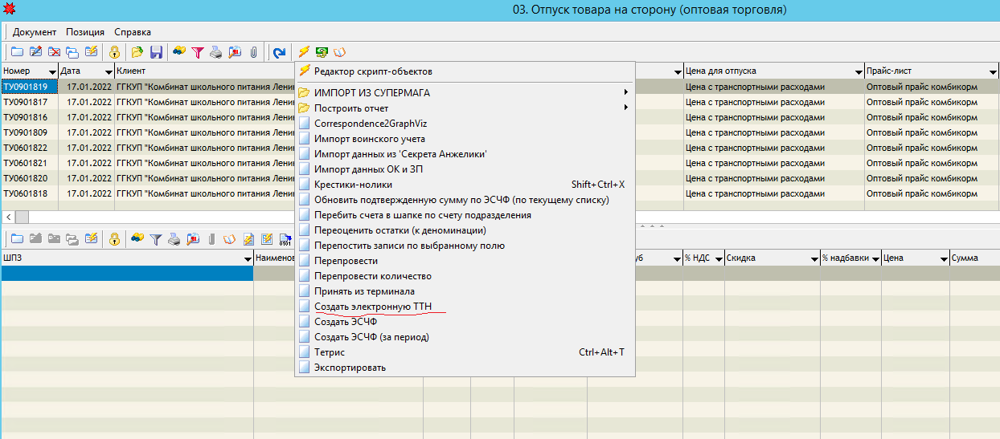 03. Отпуск товара на сторону (оптовая торговля)
Документ Позиция Справка
Номер Дата Клиент Цена для отпуска Прайс-лист
ТУ0901819 17.01.2022 ГГКУП "Комбинат школьного питания Лени Цена с транспортными расходами Оптовый прайс комбикорм
ТУ0901817 17.01.2022 ГГКУП "Комбинат школьного питания Лени Цена с транспортными расходами Оптовый прайс комбикорм
ТУ0901816 17.01.2022 ГГКУП "Комбинат школьного питания Лени Цена с транспортными расходами Оптовый прайс комбикорм
ТУ0901809 17.01.2022 ГГКУП "Комбинат школьного питания Лени Цена с транспортными расходами Оптовый прайс комбикорм
ТУ0601822 17.01.2022 ГГКУП "Комбинат школьного питания Лени Цена с транспортными расходами Оптовый прайс комбикорм
ТУ0601821 17.01.2022 ГГКУП "Комбинат школьного питания Лени Цена с транспортными расходами Оптовый прайс комбикорм
ТУ0601820 17.01.2022 ГГКУП "Комбинат школьного питания Лени Цена с транспортными расходами Оптовый прайс комбикорм
ТУ0601818 17.01.2022 ГГКУП "Комбинат школьного питания Лени Цена с транспортными расходами Оптовый прайс комбикорм
Редактор скрипт-объектов
ИМПОРТ ИЗ СУПЕРМАГА
Построить отчет
Correspondence2GraphViz
Импорт воинского учета
Импорт данных из 'Секрета Анжелики'
Импорт данных ОК и ЗП
Крестики-нолики Shift+Ctrl+X
Обновить подтвержденную сумму по ЭСЧФ (по текущему списку)
Перебить счета в шапке по счету подразделения
Переоценить остатки (к деноминации)
Перепостить записи по выбранному полю
Перепровести
Перепровести количество
Принять из терминала
Создать электронную ТТН
Создать ЭСЧФ
Создать ЭСЧФ (за период)
Тетрис Ctrl+Alt+T
Экспортировать
ШПЗ Наименов уб % НДС Скидка % надбавки Цена Сумма